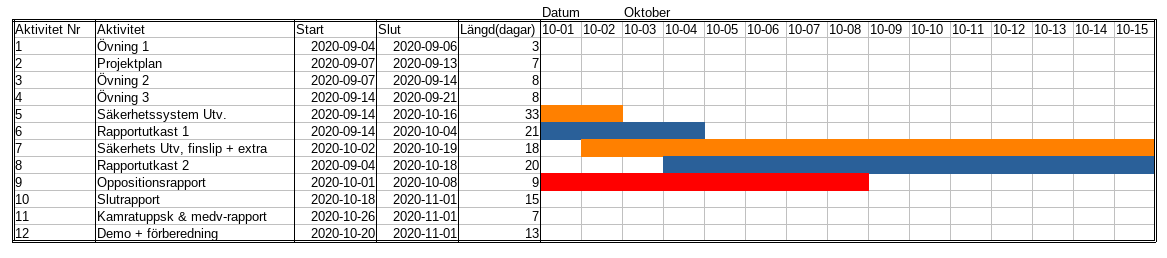 Datum Oktober
Aktivitet Nr Aktivitet Start Slut Längd(dagar) 10-01 10-02 10-03 10-04 10-05 10-06 10-07 10-08 10-09 10-10 10-11 10-12 10-13 10-14 10-15
1 Övning 1 2020-09-04 2020-09-06 3
2 Projektplan 2020-09-07 2020-09-13 7
3 Övning 2 2020-09-07 2020-09-14 8
4 Övning 3 2020-09-14 2020-09-21 8
5 Säkerhetssystem Utv. 2020-09-14 2020-10-16 33
6 Rapportutkast 1 2020-09-14 2020-10-04 21
7 Säkerhets Utv, finslip + extra 2020-10-02 2020-10-19 18
8 Rapportutkast 2 2020-09-04 2020-10-18 20
9 Oppositionsrapport 2020-10-01 2020-10-08 9
10 Slutrapport 2020-10-18 2020-11-01 15
11 Kamratuppsk & medv-rapport 2020-10-26 2020-11-01 7
12 Demo + förberedning 2020-10-20 2020-11-01 13